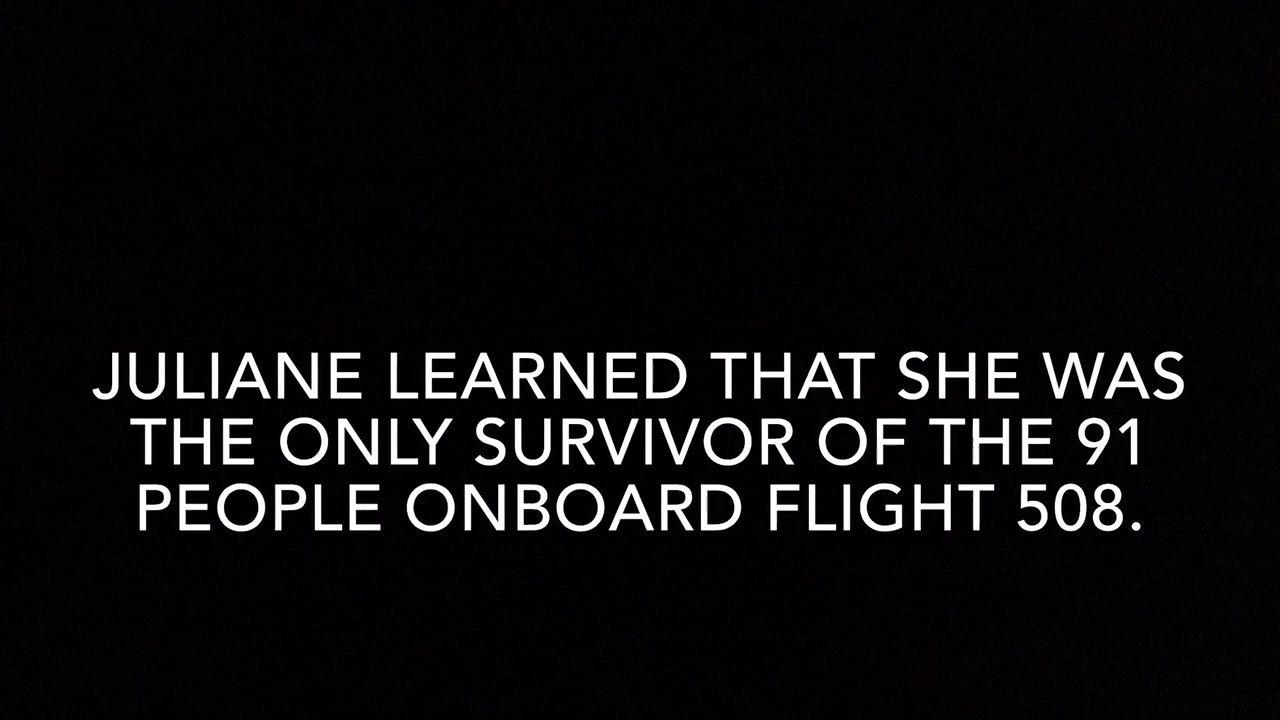 JULIANE LEARNED THAT SHE WAS
THE ONLY SURVIVOR OF THE 91
PEOPLE ONBOARD FLIGHT 508.